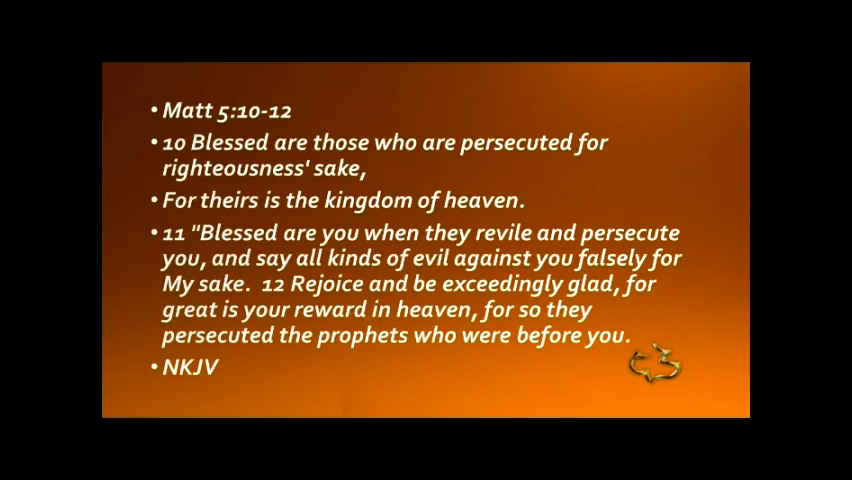 • Matt 5:10-12
• 10 Blessed are those who are persecuted for
righteousness' sake,
• For theirs is the kingdom of heaven.
• 11 "Blessed are you when they revile and persecute
you, and say all kinds of evil against you falsely for
My sake.  12 Rejoice and be exceedingly glad, for
great is your reward in heaven, for so they
persecuted the prophets who were before you.
• NKJV